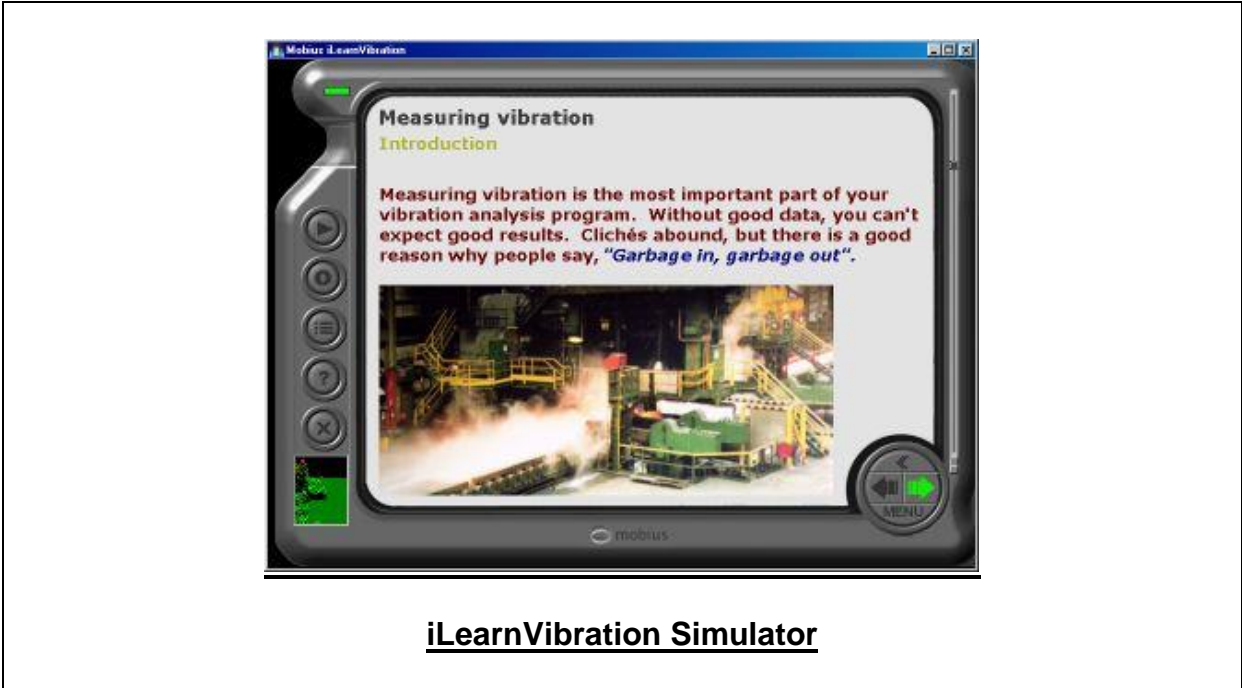 Mobius iLearnVibration
Measuring vibration
Introduction
Measuring vibration is the most important part of your
vibration analysis program.  Without good data, you can't
expect good results.  Clichés abound, but there is a good
reason why people say, "Garbage in, garbage out".
MENU
mobius
iLearnVibration Simulator